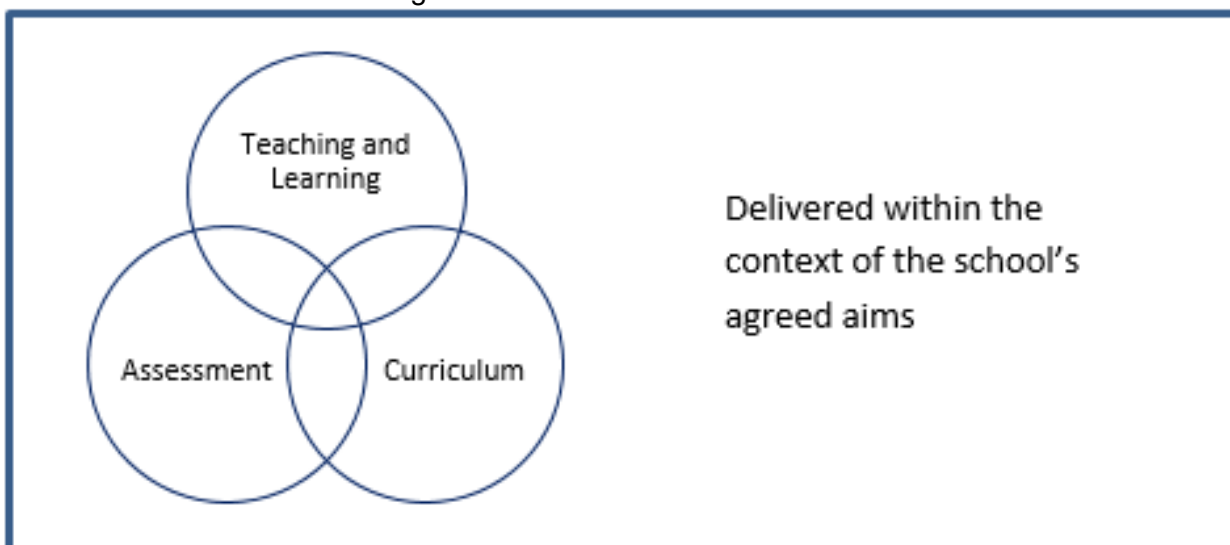 Teaching and
Learning
Assessment
Curriculum
Delivered within the
context of the school's
agreed aims